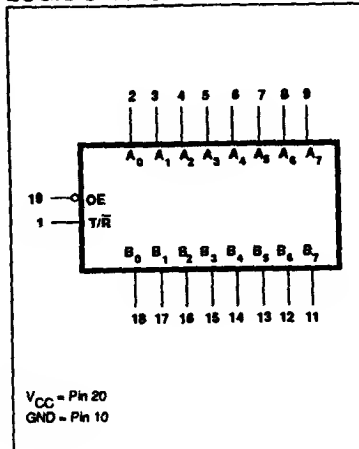 2 3 4 5 6 7 8 9
A₀ A₁ A₂ A₃ A₄ A₅ A₆ A₇
19 OE
1 T/R̅
B₀ B₁ B₂ B₃ B₄ B₅ B₆ B₇
18 17 16 15 14 13 12 11
V_CC = Pin 20
GND = Pin 10